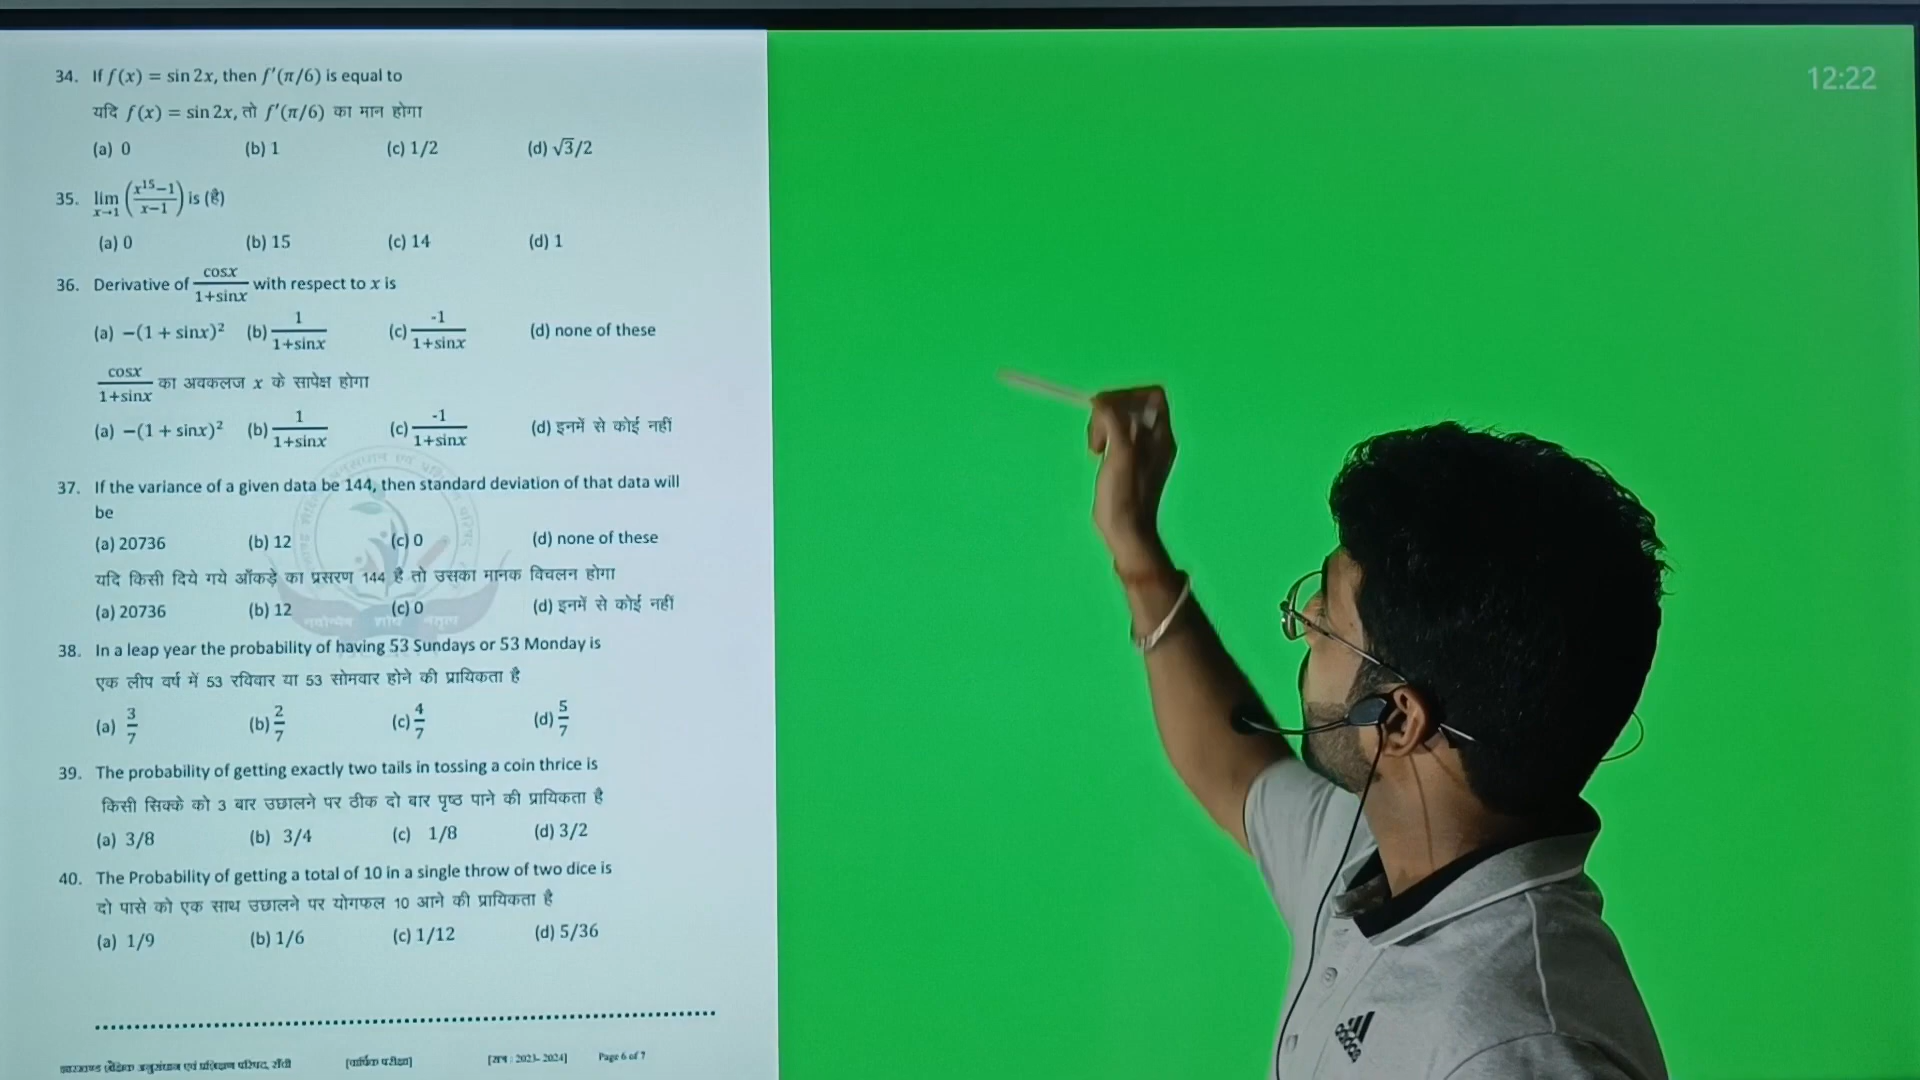 12:22
34. If f(x) = sin 2x, then f′(π/6) is equal to
यदि f(x) = sin 2x, तो f′(π/6) का मान होगा
(a) 0 (b) 1 (c) 1/2 (d) √3/2
35. lim x→1 ((x¹⁵−1)/(x−1)) is (है)
(a) 0 (b) 15 (c) 14 (d) 1
36. Derivative of cosx/(1+sinx) with respect to x is
(a) −(1 + sinx)² (b) 1/(1+sinx) (c) -1/(1+sinx) (d) none of these
cosx/(1+sinx) का अवकलज x के सापेक्ष होगा
(a) −(1 + sinx)² (b) 1/(1+sinx) (c) -1/(1+sinx) (d) इनमें से कोई नहीं
37. If the variance of a given data be 144, then standard deviation of that data will
be
(a) 20736 (b) 12 (c) 0 (d) none of these
यदि किसी दिये गये आँकड़े का प्रसरण 144 है तो उसका मानक विचलन होगा
(a) 20736 (b) 12 (c) 0 (d) इनमें से कोई नहीं
38. In a leap year the probability of having 53 Sundays or 53 Monday is
एक लीप वर्ष में 53 रविवार या 53 सोमवार होने की प्रायिकता है
(a) 3/7 (b) 2/7 (c) 4/7 (d) 5/7
39. The probability of getting exactly two tails in tossing a coin thrice is
किसी सिक्के को 3 बार उछालने पर ठीक दो बार पृष्ठ पाने की प्रायिकता है
(a) 3/8 (b) 3/4 (c) 1/8 (d) 3/2
40. The Probability of getting a total of 10 in a single throw of two dice is
दो पासे को एक साथ उछालने पर योगफल 10 आने की प्रायिकता है
(a) 1/9 (b) 1/6 (c) 1/12 (d) 5/36
झारखण्ड शैक्षिक अनुसंधान एवं प्रशिक्षण परिषद, राँची [वार्षिक परीक्षा] [सत्र : 2023-2024] Page 6 of 7
adidas